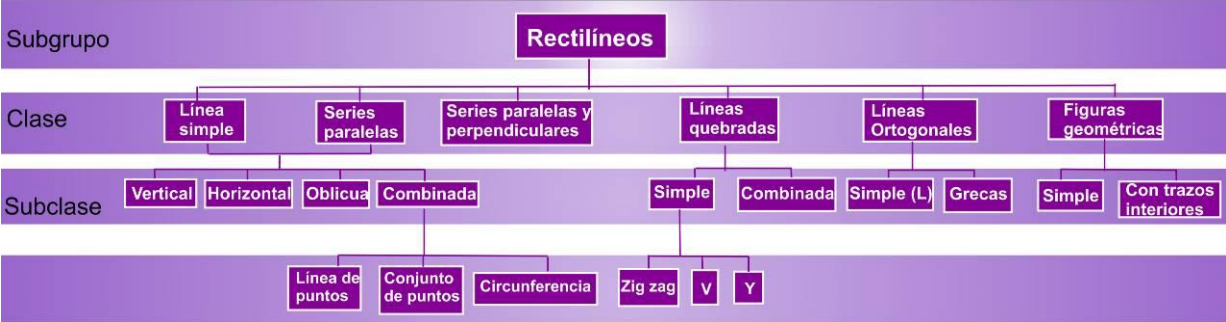 Subgrupo
Rectilíneos
Clase
Línea
simple
Series
paralelas
Series paralelas y
perpendiculares
Líneas
quebradas
Líneas
Ortogonales
Figuras
geométricas
Subclase
Vertical
Horizontal
Oblicua
Combinada
Simple
Combinada
Simple (L)
Grecas
Simple
Con trazos
interiores
Línea de
puntos
Conjunto
de puntos
Circunferencia
Zig zag
V
Y